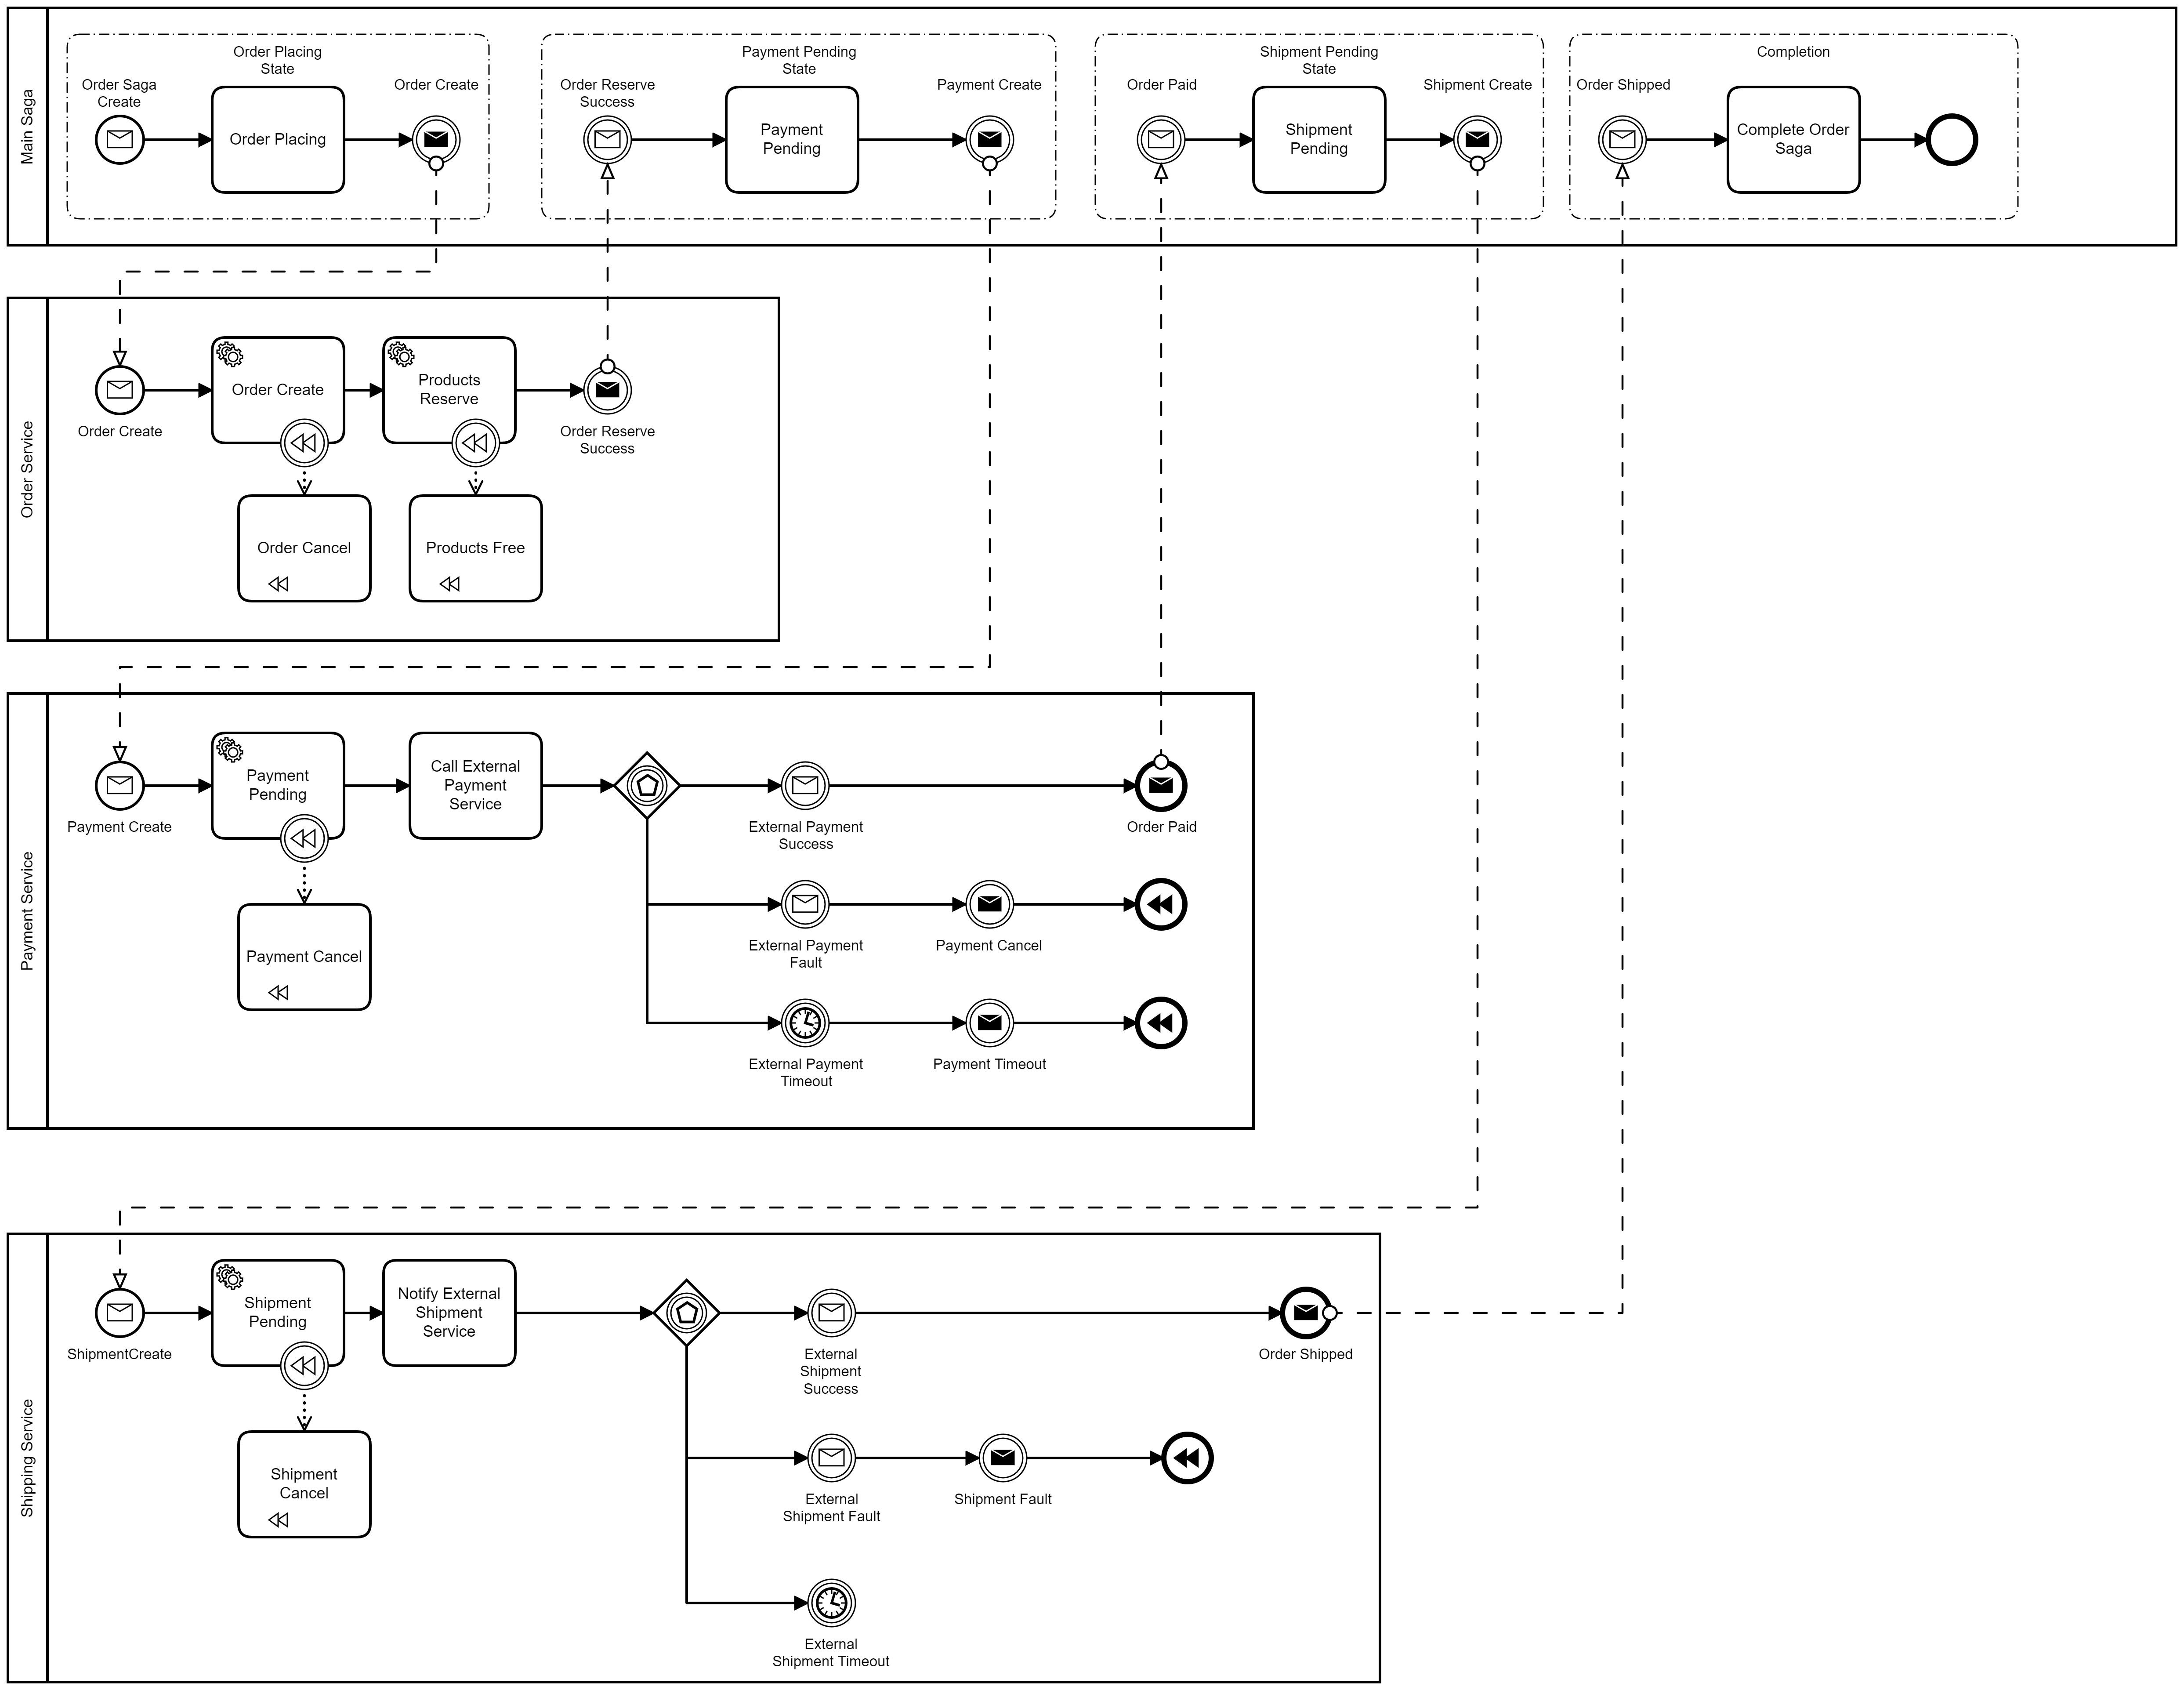 Main Saga
Order Placing
State
Order Saga
Create
Order Placing
Order Create
Payment Pending
State
Order Reserve
Success
Payment
Pending
Payment Create
Shipment Pending
State
Order Paid
Shipment
Pending
Shipment Create
Completion
Order Shipped
Complete Order
Saga
Order Service
Order Create
Order Create
Products
Reserve
Order Reserve
Success
Order Cancel
Products Free
Payment Service
Payment Create
Payment
Pending
Call External
Payment
Service
External Payment
Success
Order Paid
Payment Cancel
External Payment
Fault
Payment Cancel
External Payment
Timeout
Payment Timeout
Shipping Service
ShipmentCreate
Shipment
Pending
Notify External
Shipment
Service
External
Shipment
Success
Order Shipped
Shipment
Cancel
External
Shipment Fault
Shipment Fault
External
Shipment Timeout